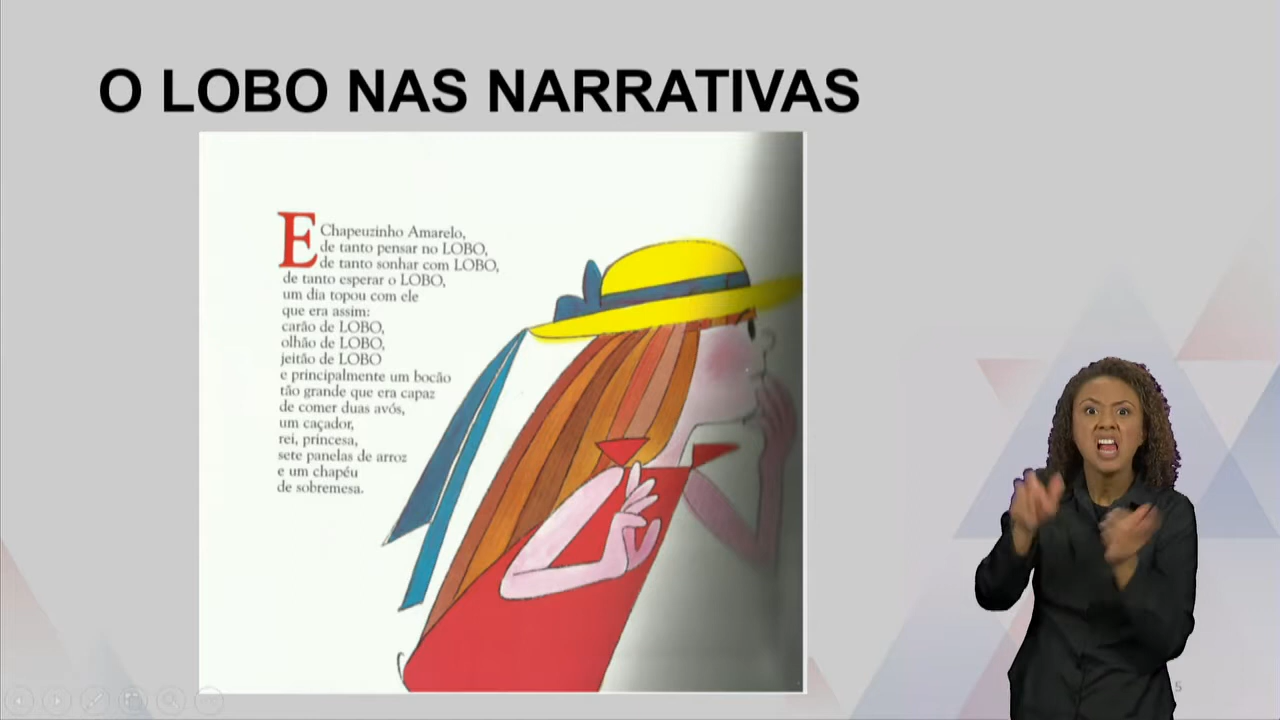 O LOBO NAS NARRATIVAS
E Chapeuzinho Amarelo,
de tanto pensar no LOBO,
de tanto sonhar com LOBO,
de tanto esperar o LOBO,
um dia topou com ele
que era assim:
carão de LOBO,
olhão de LOBO,
jeitão de LOBO
e principalmente um bocão
tão grande que era capaz
de comer duas avós,
um caçador,
rei, princesa,
sete panelas de arroz
e um chapéu
de sobremesa.
5